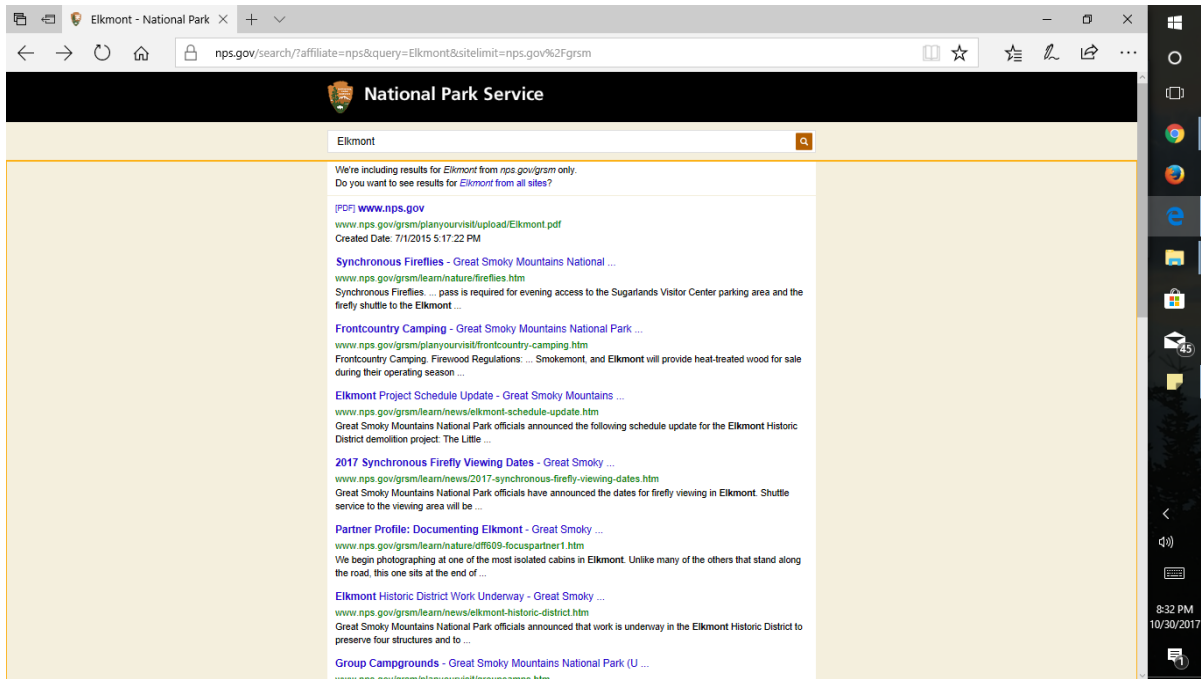 Elkmont - National Park
nps.gov/search/?affiliate=nps&query=Elkmont&sitelimit=nps.gov%2Fgrsm
National Park Service
Elkmont
We're including results for Elkmont from nps.gov/grsm only.
Do you want to see results for Elkmont from all sites?
[PDF] www.nps.gov
www.nps.gov/grsm/planyourvisit/upload/Elkmont.pdf
Created Date: 7/1/2015 5:17:22 PM
Synchronous Fireflies - Great Smoky Mountains National ...
www.nps.gov/grsm/learn/nature/fireflies.htm
Synchronous Fireflies. ... pass is required for evening access to the Sugarlands Visitor Center parking area and the
firefly shuttle to the Elkmont ...
Frontcountry Camping - Great Smoky Mountains National Park ...
www.nps.gov/grsm/planyourvisit/frontcountry-camping.htm
Frontcountry Camping. Firewood Regulations: ... Smokemont, and Elkmont will provide heat-treated wood for sale
during their operating season ...
Elkmont Project Schedule Update - Great Smoky Mountains ...
www.nps.gov/grsm/learn/news/elkmont-schedule-update.htm
Great Smoky Mountains National Park officials announced the following schedule update for the Elkmont Historic
District demolition project: The Little ...
2017 Synchronous Firefly Viewing Dates - Great Smoky ...
www.nps.gov/grsm/learn/news/2017-synchronous-firefly-viewing-dates.htm
Great Smoky Mountains National Park officials have announced the dates for firefly viewing in Elkmont. Shuttle
service to the viewing area will be ...
Partner Profile: Documenting Elkmont - Great Smoky ...
www.nps.gov/grsm/learn/nature/dff609-focuspartner1.htm
We begin photographing at one of the most isolated cabins in Elkmont. Unlike many of the others that stand along
the road, this one sits at the end of ...
Elkmont Historic District Work Underway - Great Smoky ...
www.nps.gov/grsm/learn/news/elkmont-historic-district.htm
Great Smoky Mountains National Park officials announced that work is underway in the Elkmont Historic District to
preserve four structures and to ...
Group Campgrounds - Great Smoky Mountains National Park (U ...
www.nps.gov/grsm/planyourvisit/groupcamps.htm
45
8:32 PM
10/30/2017
1